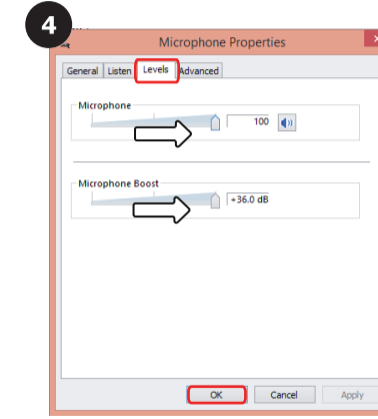 4
Microphone Properties
General Listen Levels Advanced
Microphone
100
Microphone Boost
+36.0 dB
OK Cancel Apply